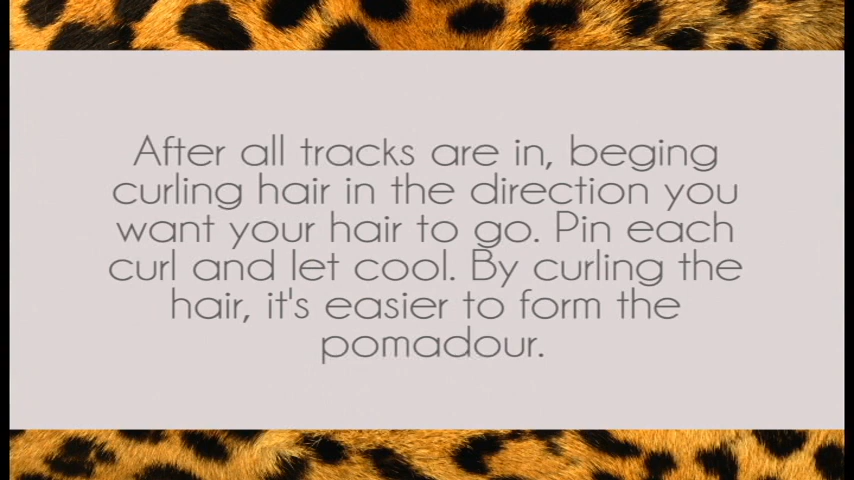 After all tracks are in, beging
curling hair in the direction you
want your hair to go. Pin each
curl and let cool. By curling the
hair, it's easier to form the
pomadour.